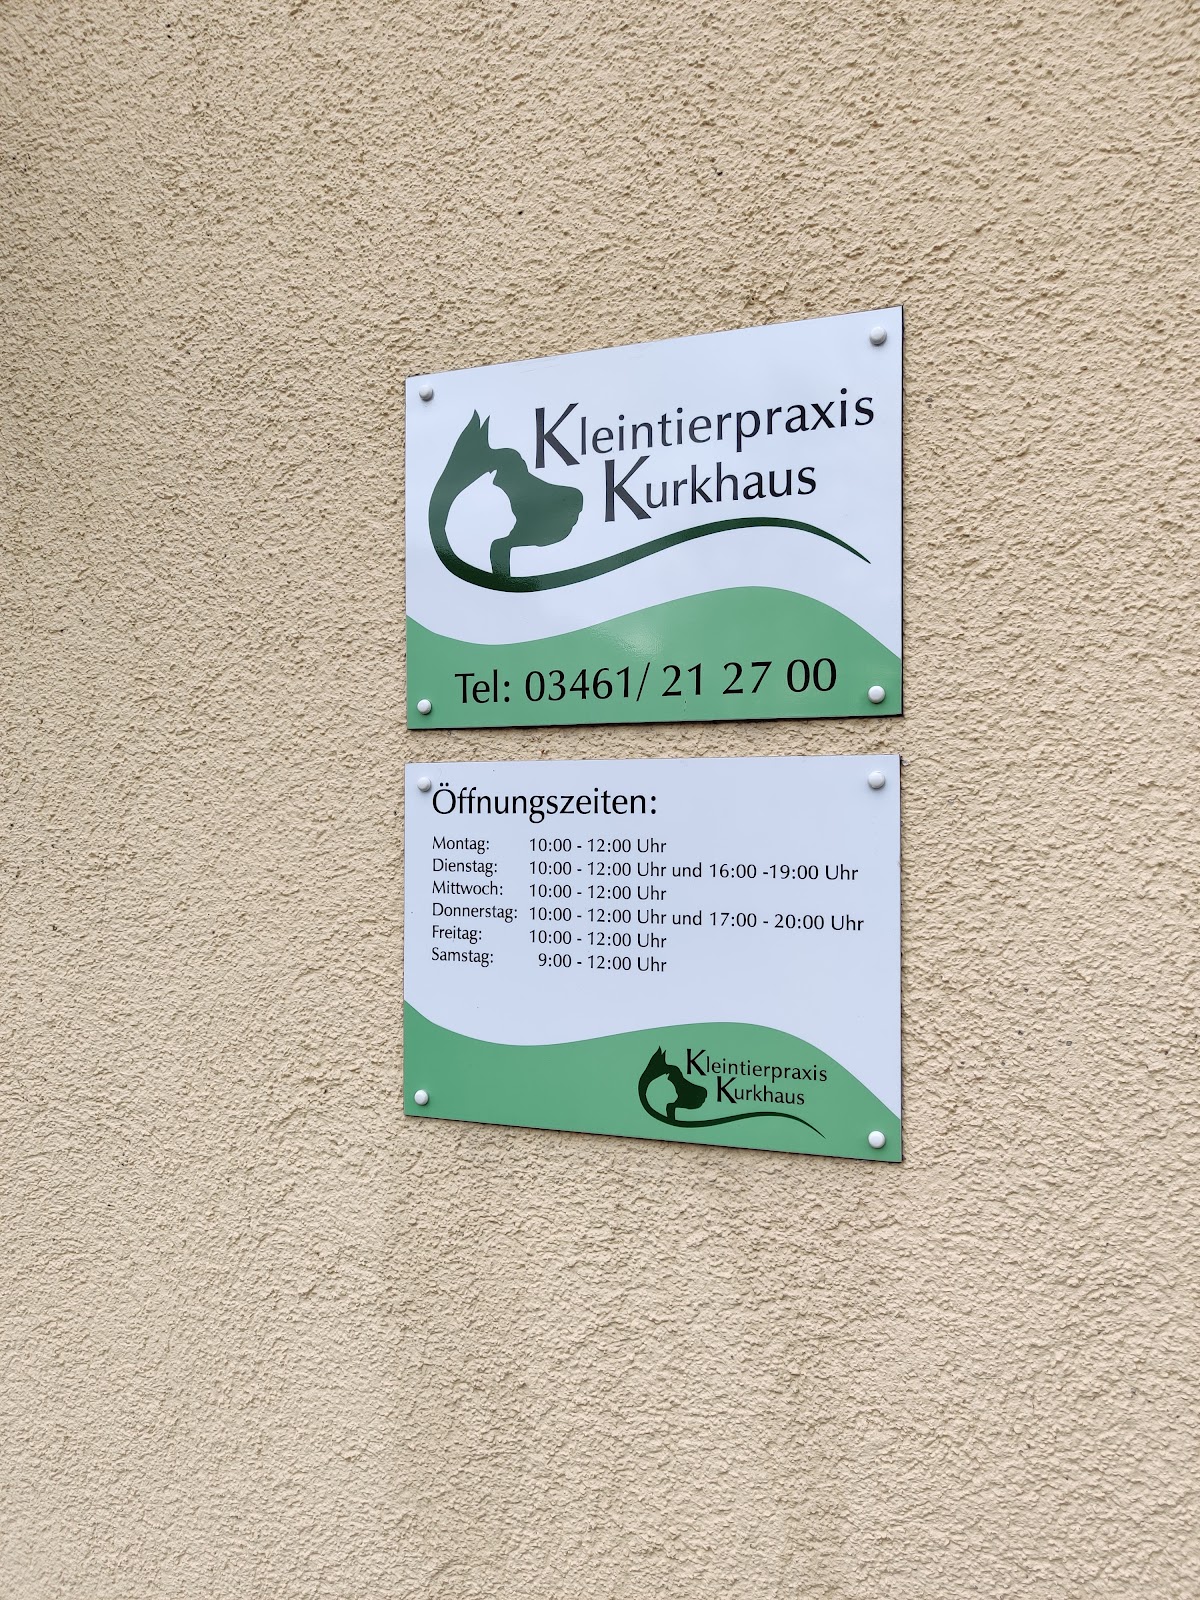 Kleintierpraxis
Kurkhaus
Tel: 03461/ 21 27 00
Öffnungszeiten:
Montag: 10:00 - 12:00 Uhr
Dienstag: 10:00 - 12:00 Uhr und 16:00 -19:00 Uhr
Mittwoch: 10:00 - 12:00 Uhr
Donnerstag: 10:00 - 12:00 Uhr und 17:00 - 20:00 Uhr
Freitag: 10:00 - 12:00 Uhr
Samstag: 9:00 - 12:00 Uhr
Kleintierpraxis
Kurkhaus